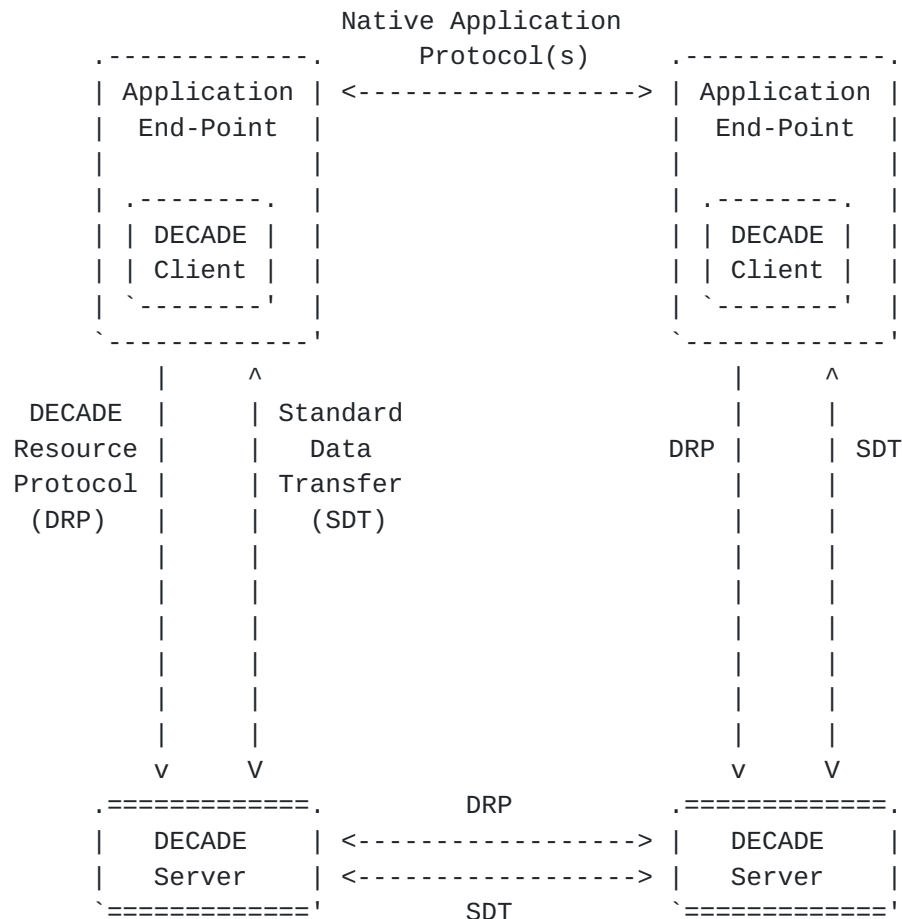 Native Application
Protocol(s)
Application Application
End-Point End-Point
DECADE DECADE
Client Client
DECADE Standard
Resource Data DRP SDT
Protocol Transfer
(DRP) (SDT)
DRP
DECADE DECADE
Server Server
SDT